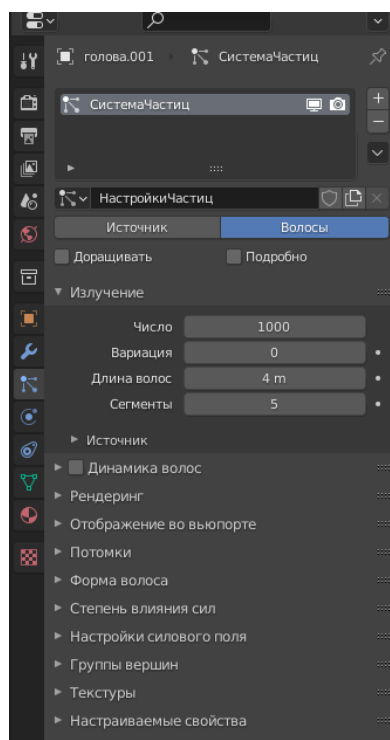 голова.001 СистемаЧастиц
СистемаЧастиц
НастройкиЧастиц
Источник Волосы
Доращивать Подробно
Излучение
Число 1000
Вариация 0
Длина волос 4 m
Сегменты 5
Источник
Динамика волос
Рендеринг
Отображение во вьюпорте
Потомки
Форма волоса
Степень влияния сил
Настройки силового поля
Группы вершин
Текстуры
Настраиваемые свойства